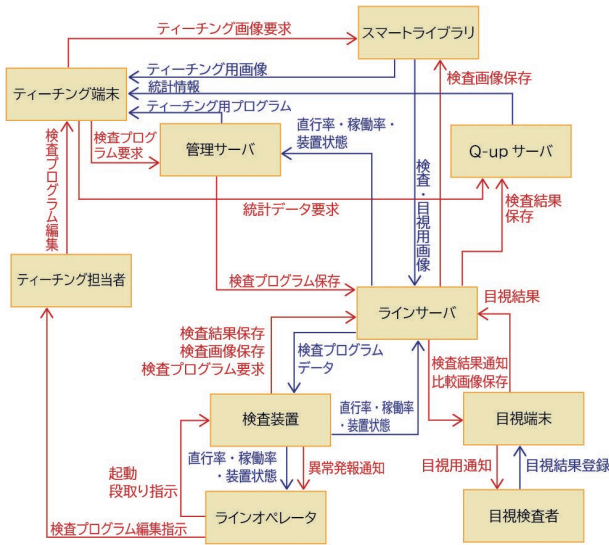 ティーチング画像要求
スマートライブラリ
ティーチング用画像
検査画像保存
統計情報
ティーチング端末
ティーチング用プログラム
検査プログ
ラム要求
管理サーバ
直行率・稼働率・
装置状態
Q-up サーバ
検査プログラム編集
検査・目視用画像
統計データ要求
検査結果
保存
ティーチング担当者
検査プログラム保存
ラインサーバ
目視結果
検査結果保存
検査画像保存
検査プログラム要求
検査プログラム
データ
検査結果通知
比較画像保存
検査装置
直行率・稼働率
・装置状態
目視端末
起動
段取り指示
直行率・稼働率
・装置状態
異常発報通知
目視用通知
目視結果登録
検査プログラム編集指示
ラインオペレータ
目視検査者